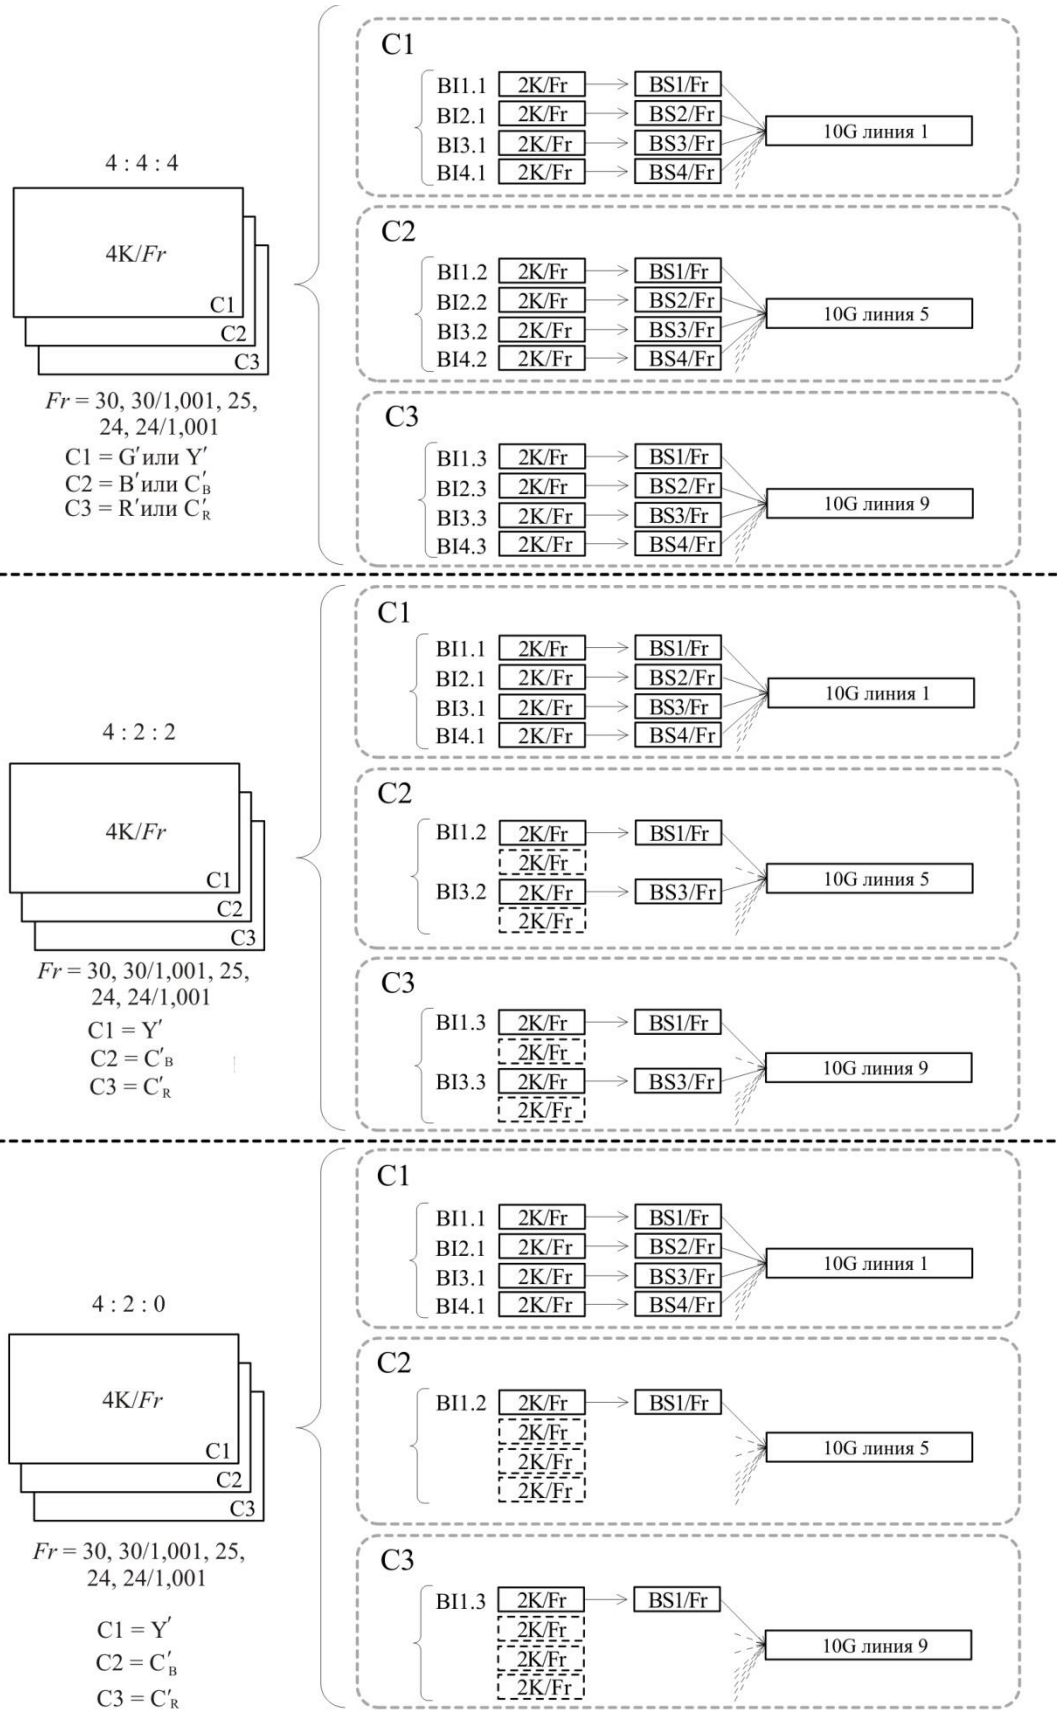 4 : 4 : 4
4K/Fr
C1
C2
C3
Fr = 30, 30/1,001, 25,
24, 24/1,001
C1 = G′ или Y′
C2 = B′ или C′B
C3 = R′ или C′R
C1
BI1.1 2K/Fr BS1/Fr
BI2.1 2K/Fr BS2/Fr
BI3.1 2K/Fr BS3/Fr
BI4.1 2K/Fr BS4/Fr
10G линия 1
C2
BI1.2 2K/Fr BS1/Fr
BI2.2 2K/Fr BS2/Fr
BI3.2 2K/Fr BS3/Fr
BI4.2 2K/Fr BS4/Fr
10G линия 5
C3
BI1.3 2K/Fr BS1/Fr
BI2.3 2K/Fr BS2/Fr
BI3.3 2K/Fr BS3/Fr
BI4.3 2K/Fr BS4/Fr
10G линия 9
4 : 2 : 2
4K/Fr
C1
C2
C3
Fr = 30, 30/1,001, 25,
24, 24/1,001
C1 = Y′
C2 = C′B
C3 = C′R
C1
BI1.1 2K/Fr BS1/Fr
BI2.1 2K/Fr BS2/Fr
BI3.1 2K/Fr BS3/Fr
BI4.1 2K/Fr BS4/Fr
10G линия 1
C2
BI1.2 2K/Fr BS1/Fr
2K/Fr
BI3.2 2K/Fr BS3/Fr
2K/Fr
10G линия 5
C3
BI1.3 2K/Fr BS1/Fr
2K/Fr
BI3.3 2K/Fr BS3/Fr
2K/Fr
10G линия 9
4 : 2 : 0
4K/Fr
C1
C2
C3
Fr = 30, 30/1,001, 25,
24, 24/1,001
C1 = Y′
C2 = C′B
C3 = C′R
C1
BI1.1 2K/Fr BS1/Fr
BI2.1 2K/Fr BS2/Fr
BI3.1 2K/Fr BS3/Fr
BI4.1 2K/Fr BS4/Fr
10G линия 1
C2
BI1.2 2K/Fr BS1/Fr
2K/Fr
2K/Fr
2K/Fr
10G линия 5
C3
BI1.3 2K/Fr BS1/Fr
2K/Fr
2K/Fr
2K/Fr
10G линия 9